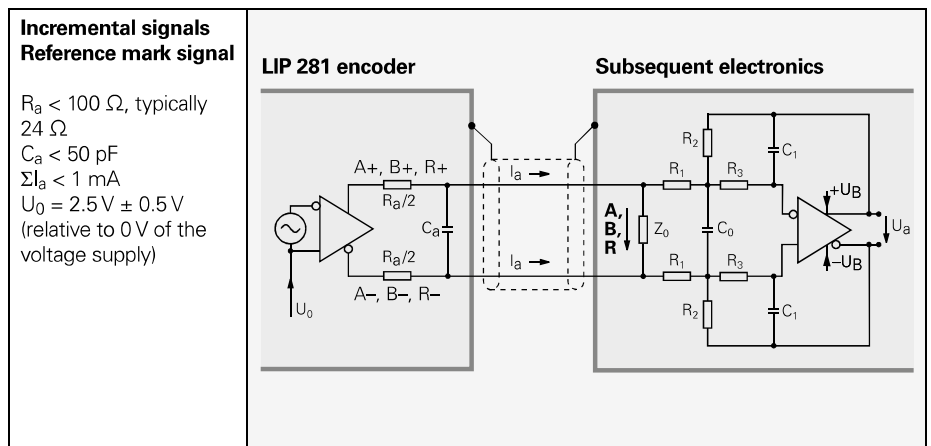 Incremental signals
Reference mark signal
Rₐ < 100 Ω, typically
24 Ω
Cₐ < 50 pF
ΣIₐ < 1 mA
U₀ = 2.5 V ± 0.5 V
(relative to 0 V of the
voltage supply)
LIP 281 encoder
Subsequent electronics
A+, B+, R+
Rₐ/2
Cₐ
Rₐ/2
A–, B–, R–
U₀
Iₐ
Iₐ
A,
B,
R
Z₀
R₁
R₂
R₃
C₁
C₀
R₁
R₃
R₂
C₁
+U_B
–U_B
Uₐ